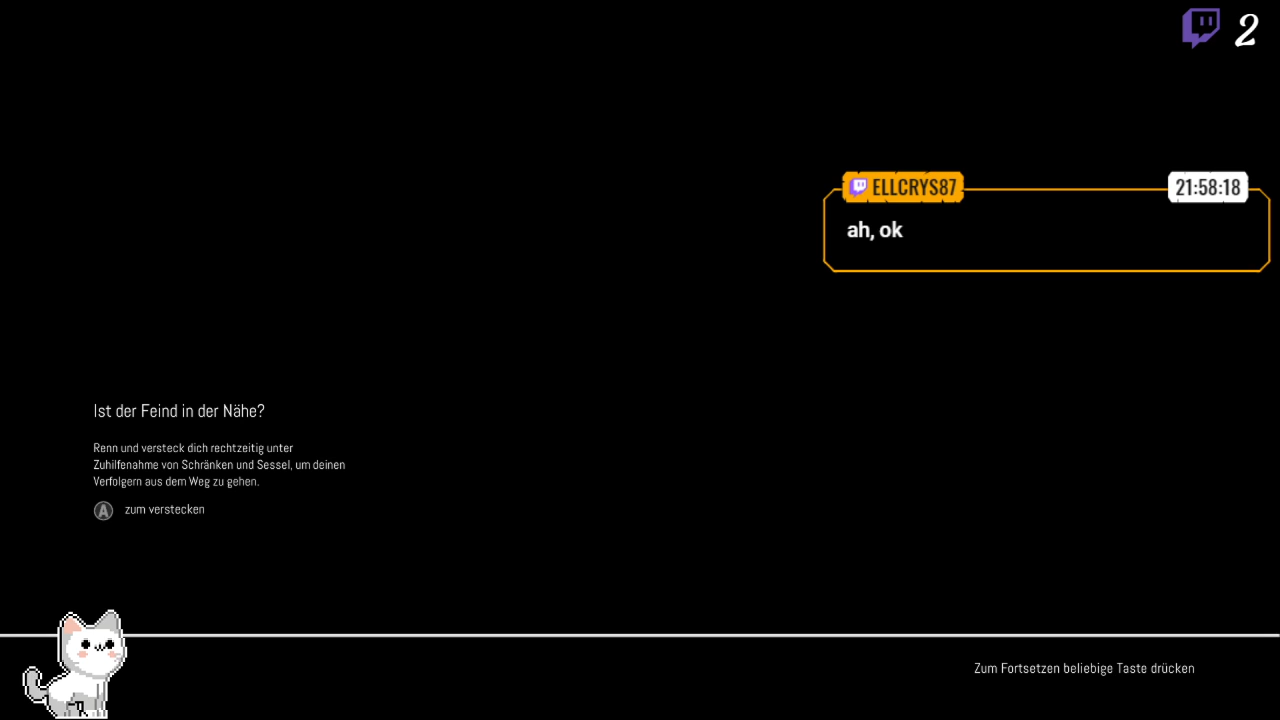 2
ELLCRYS87
21:58:18
ah, ok
Ist der Feind in der Nähe?
Renn und versteck dich rechtzeitig unter
Zuhilfenahme von Schränken und Sessel, um deinen
Verfolgern aus dem Weg zu gehen.
A zum verstecken
Zum Fortsetzen beliebige Taste drücken